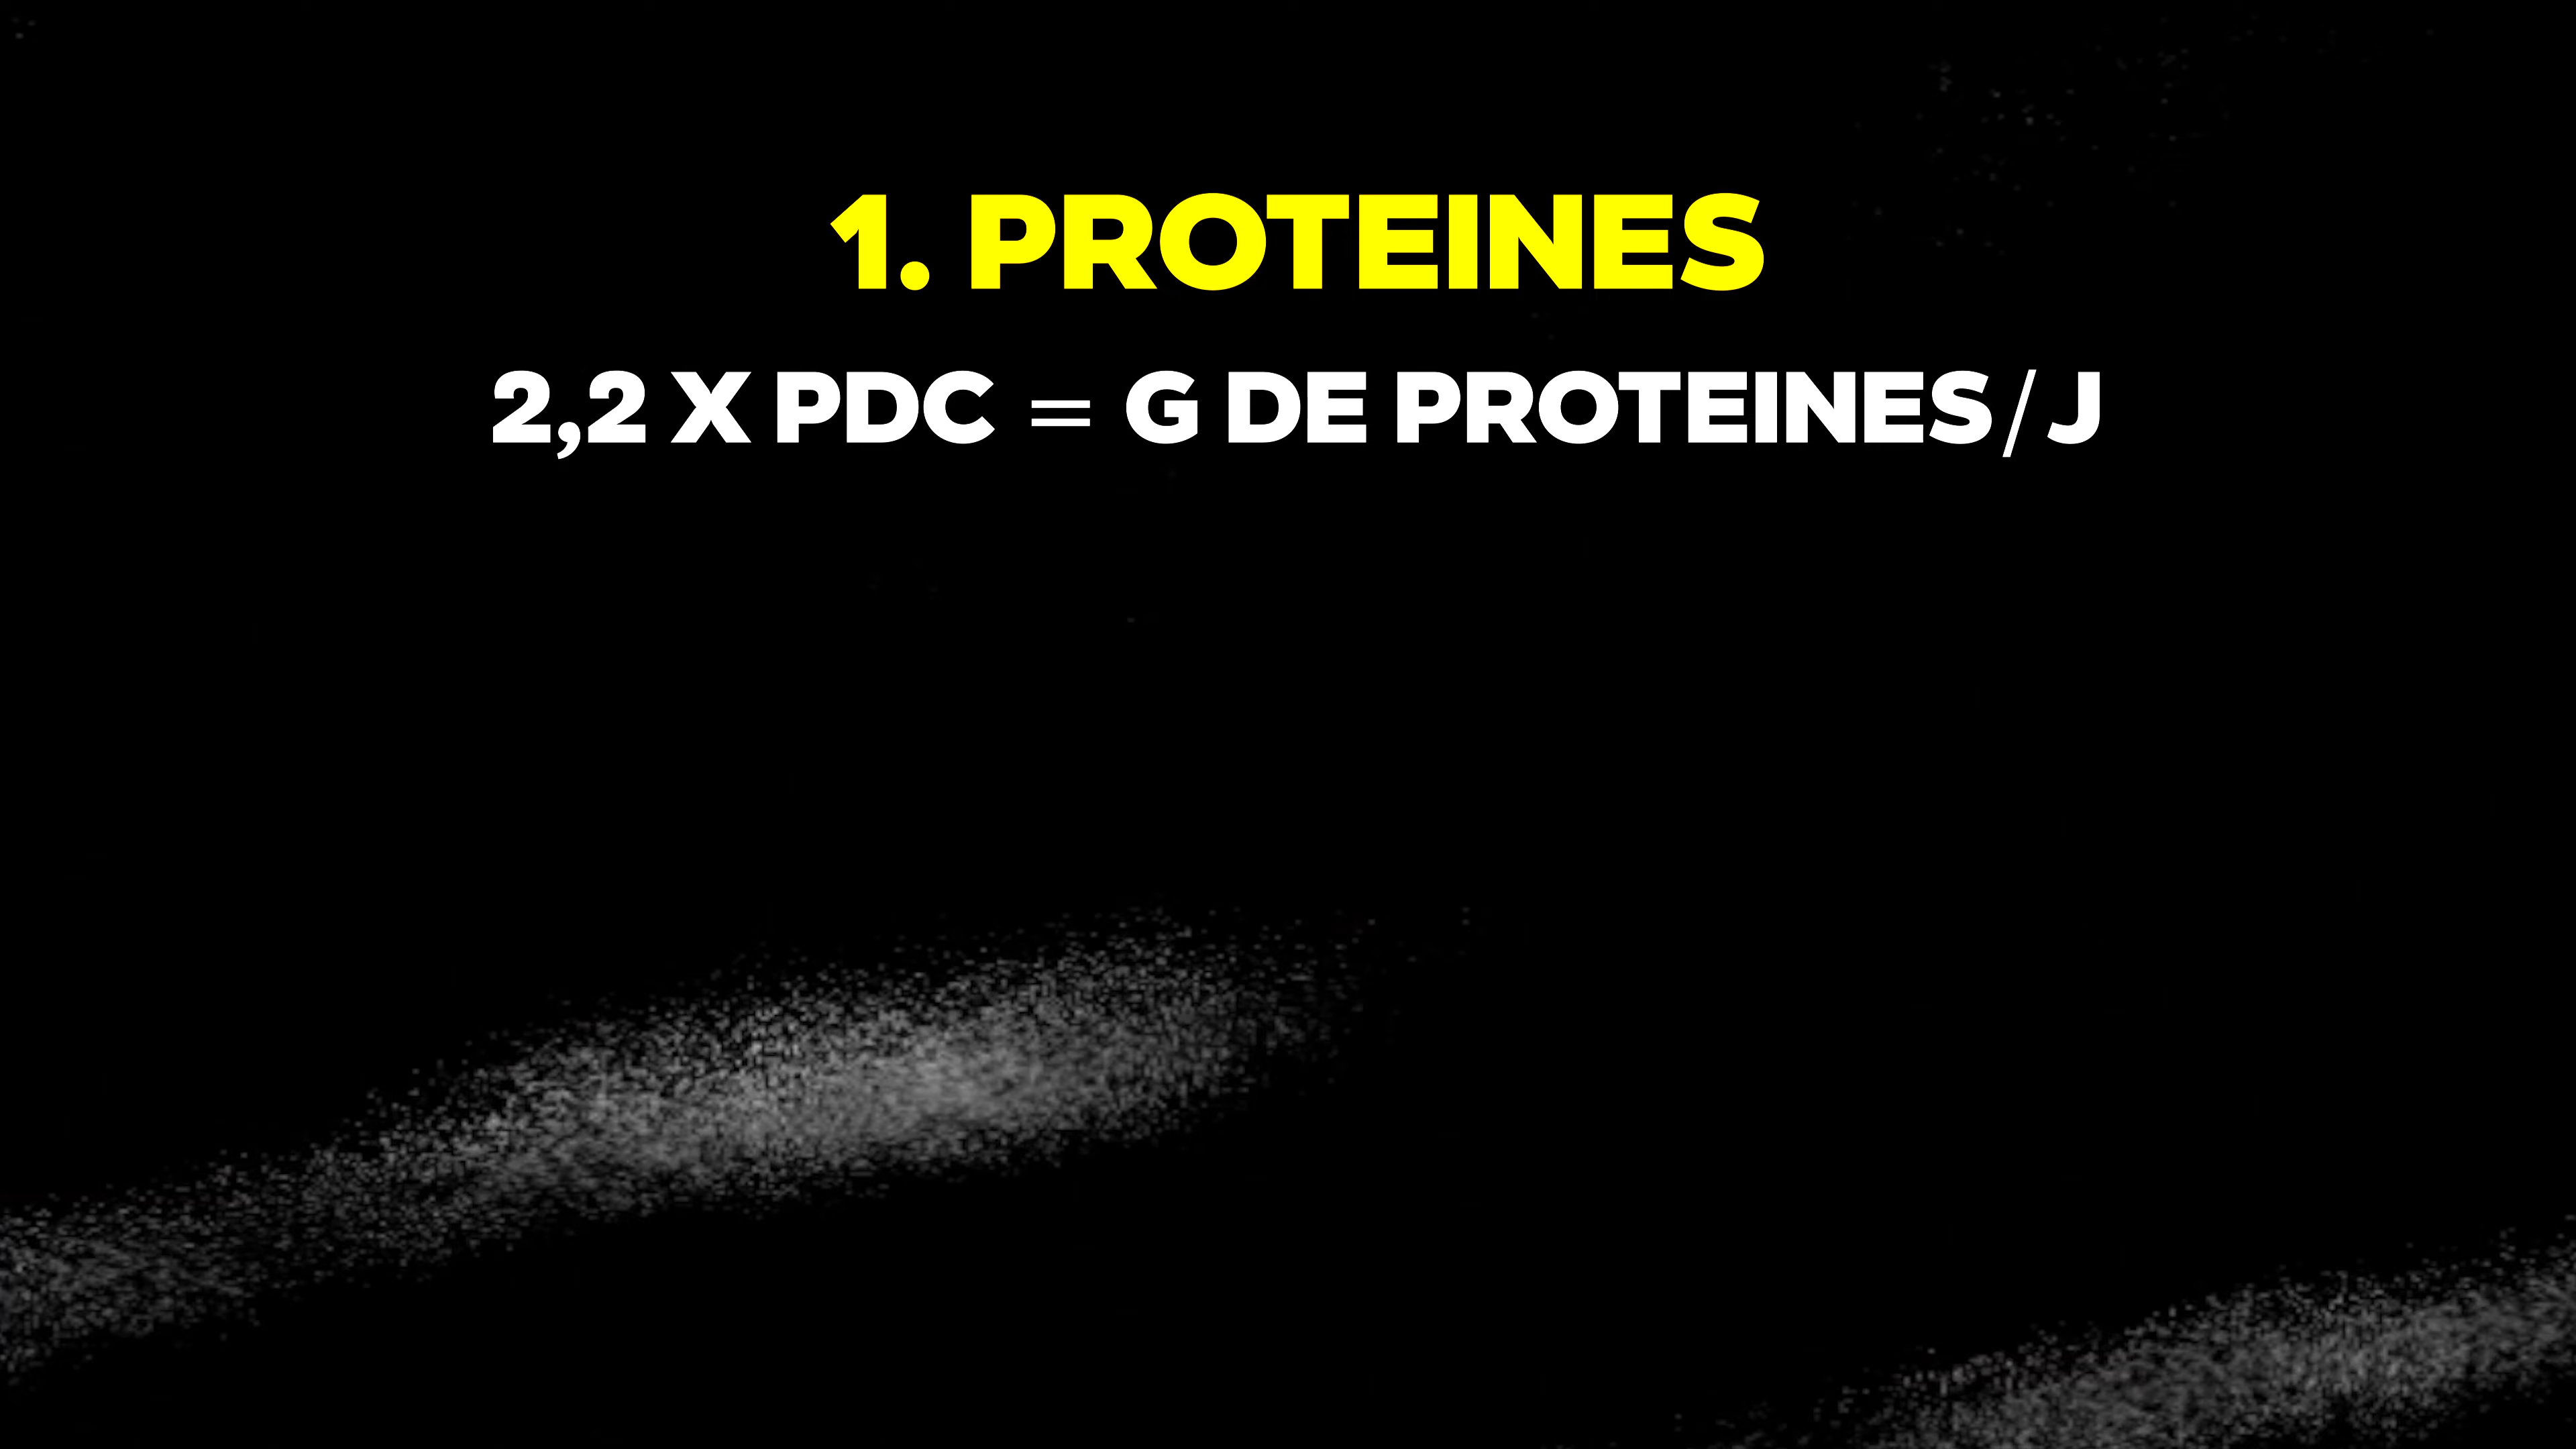 1. PROTEINES
2,2 X PDC = G DE PROTEINES/J